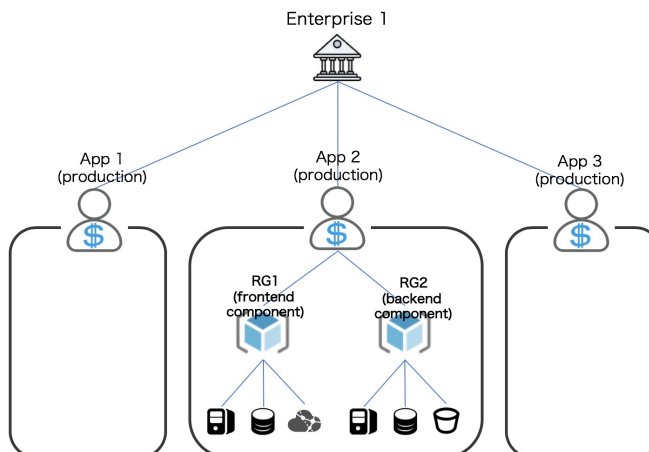 Enterprise 1
App 1
(production)
App 2
(production)
App 3
(production)
$
$
$
RG1
(frontend
component)
RG2
(backend
component)